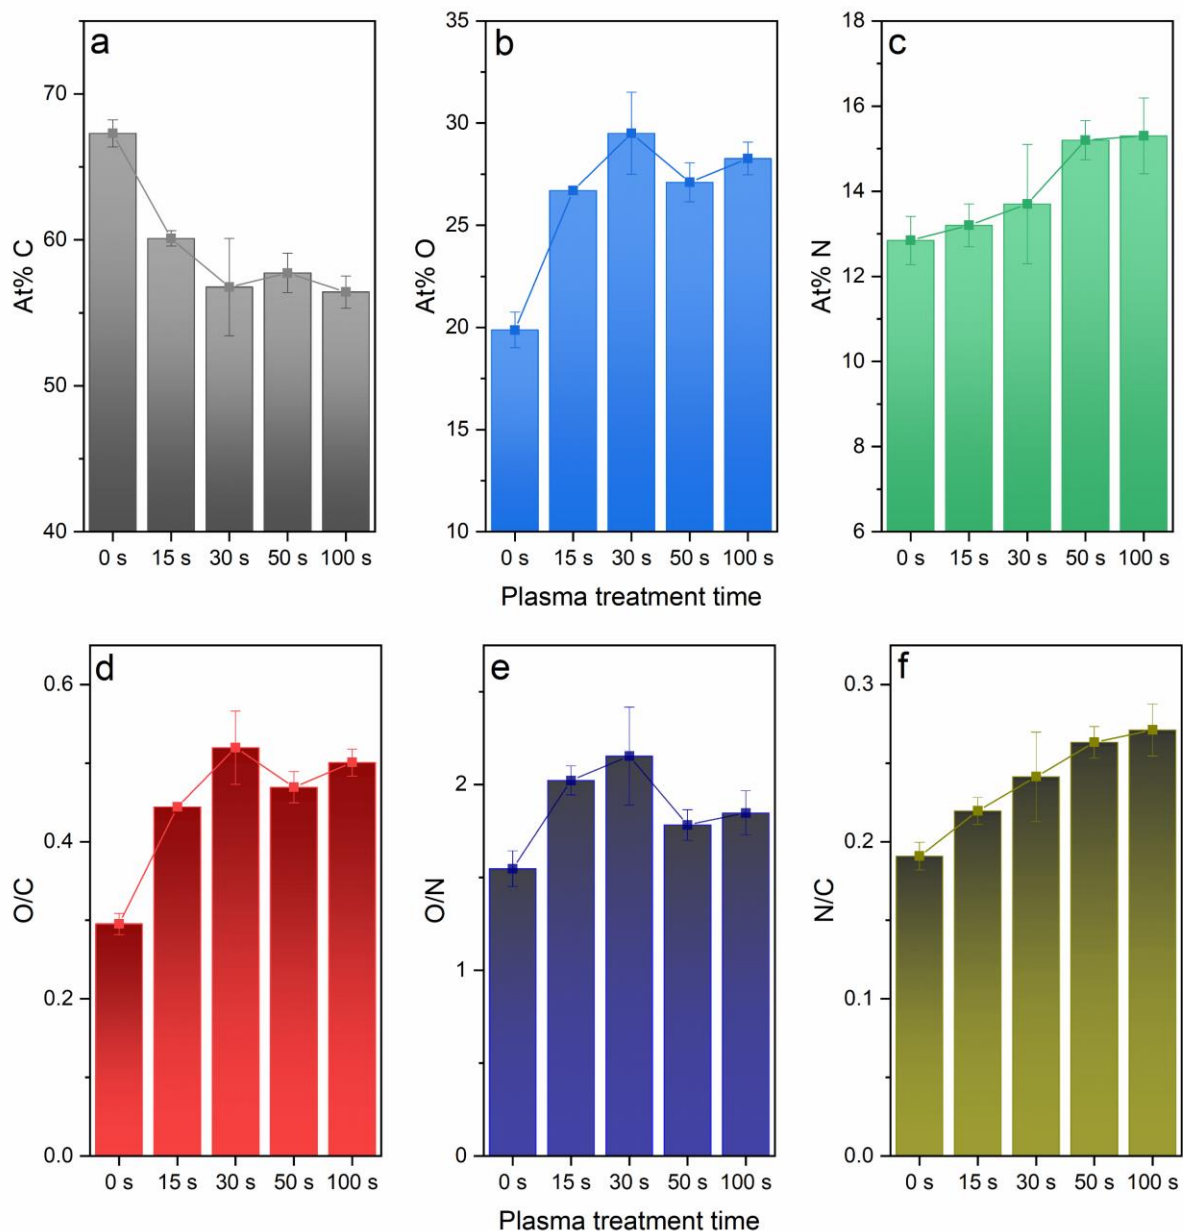 a
At% C
70
60
50
40
0 s 15 s 30 s 50 s 100 s
b
At% O
35
30
25
20
15
10
0 s 15 s 30 s 50 s 100 s
c
At% N
18
16
14
12
10
8
6
0 s 15 s 30 s 50 s 100 s
Plasma treatment time
d
O/C
0.6
0.4
0.2
0.0
0 s 15 s 30 s 50 s 100 s
e
O/N
2
1
0
0 s 15 s 30 s 50 s 100 s
f
N/C
0.3
0.2
0.1
0.0
0 s 15 s 30 s 50 s 100 s
Plasma treatment time